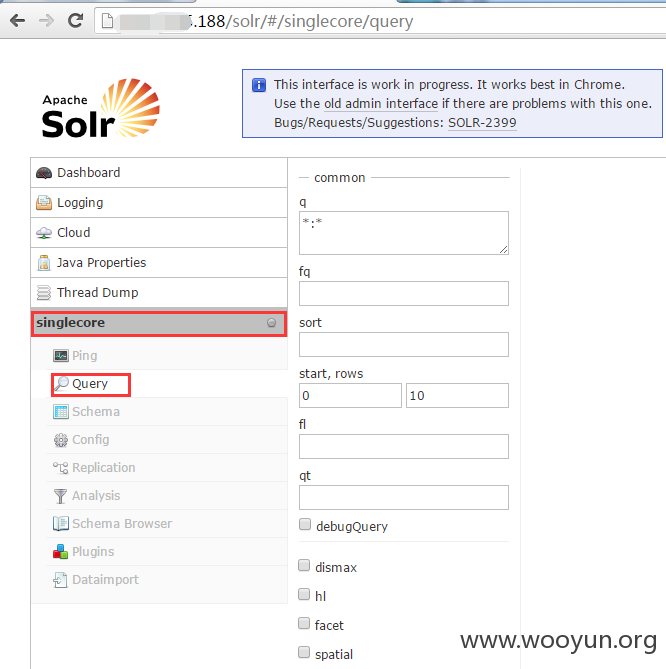 .188/solr/#/singlecore/query
Apache
Solr
This interface is work in progress. It works best in Chrome.
Use the old admin interface if there are problems with this one.
Bugs/Requests/Suggestions: SOLR-2399
Dashboard
Logging
Cloud
Java Properties
Thread Dump
singlecore
Ping
Query
Schema
Config
Replication
Analysis
Schema Browser
Plugins
Dataimport
common
q
*:*
fq
sort
start, rows
0 10
fl
qt
debugQuery
dismax
hl
facet
spatial
www.wooyun.org